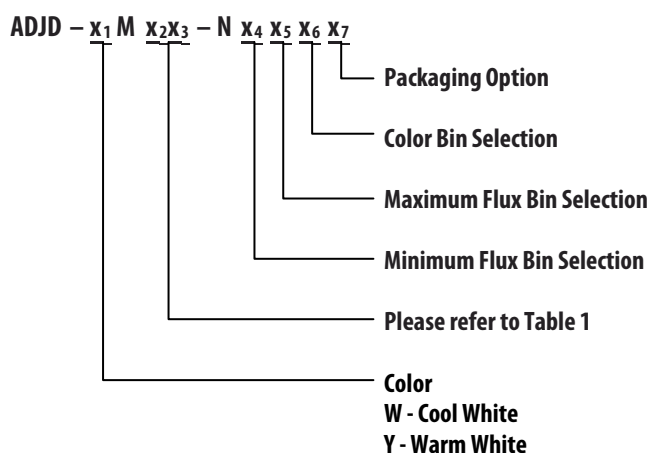 ADJD – x1 M x2x3 – N x4 x5 x6 x7
Packaging Option
Color Bin Selection
Maximum Flux Bin Selection
Minimum Flux Bin Selection
Please refer to Table 1
Color
W - Cool White
Y - Warm White